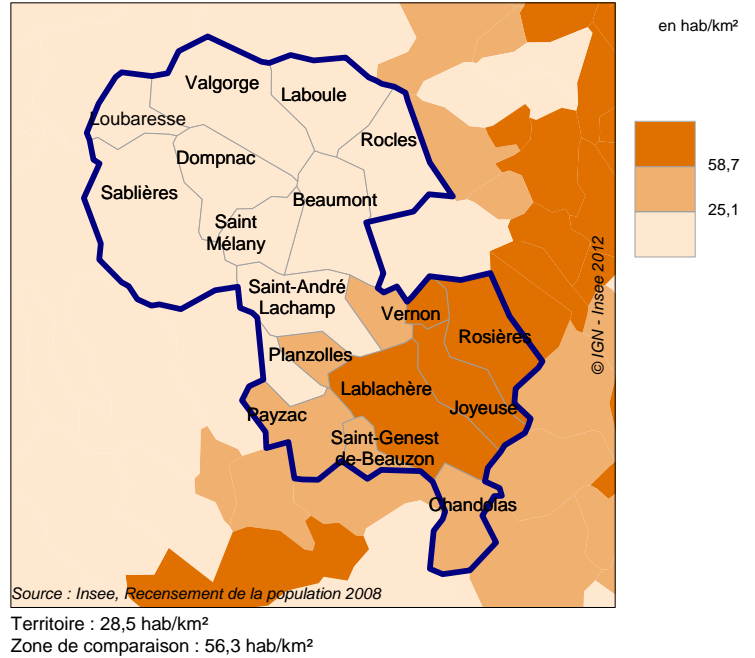 en hab/km²
58,7
25,1
© IGN - Insee 2012
Valgorge
Laboule
Loubaresse
Rocles
Dompnac
Sablières
Beaumont
Saint
Mélany
Saint-André
Lachamp
Vernon
Rosières
Planzolles
Lablachère
Joyeuse
Payzac
Saint-Genest
de-Beauzon
Chandolas
Source : Insee, Recensement de la population 2008
Territoire : 28,5 hab/km²
Zone de comparaison : 56,3 hab/km²